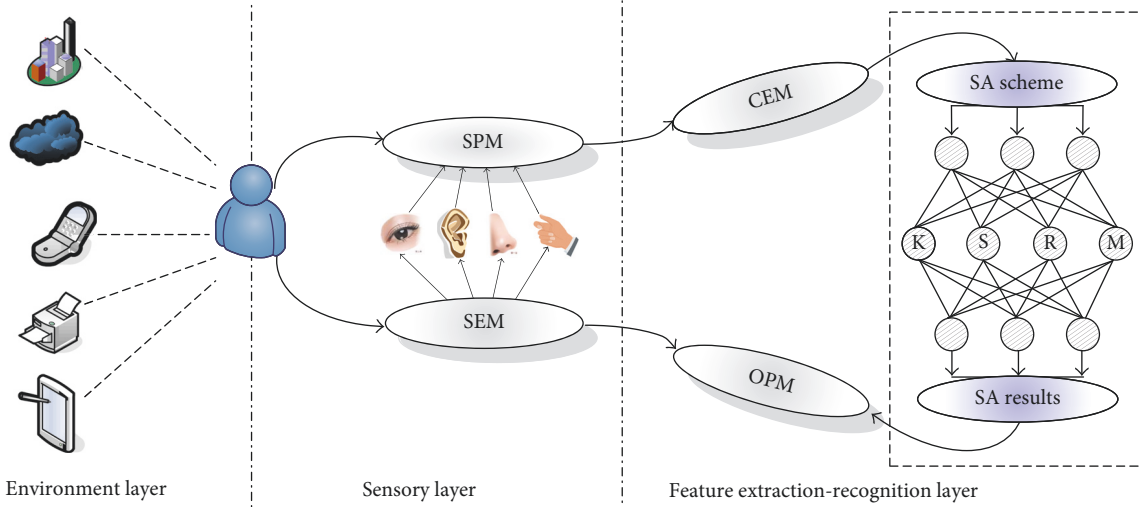 SA scheme
CEM
SPM
K S R M
SEM
OPM
SA results
Environment layer
Sensory layer
Feature extraction-recognition layer